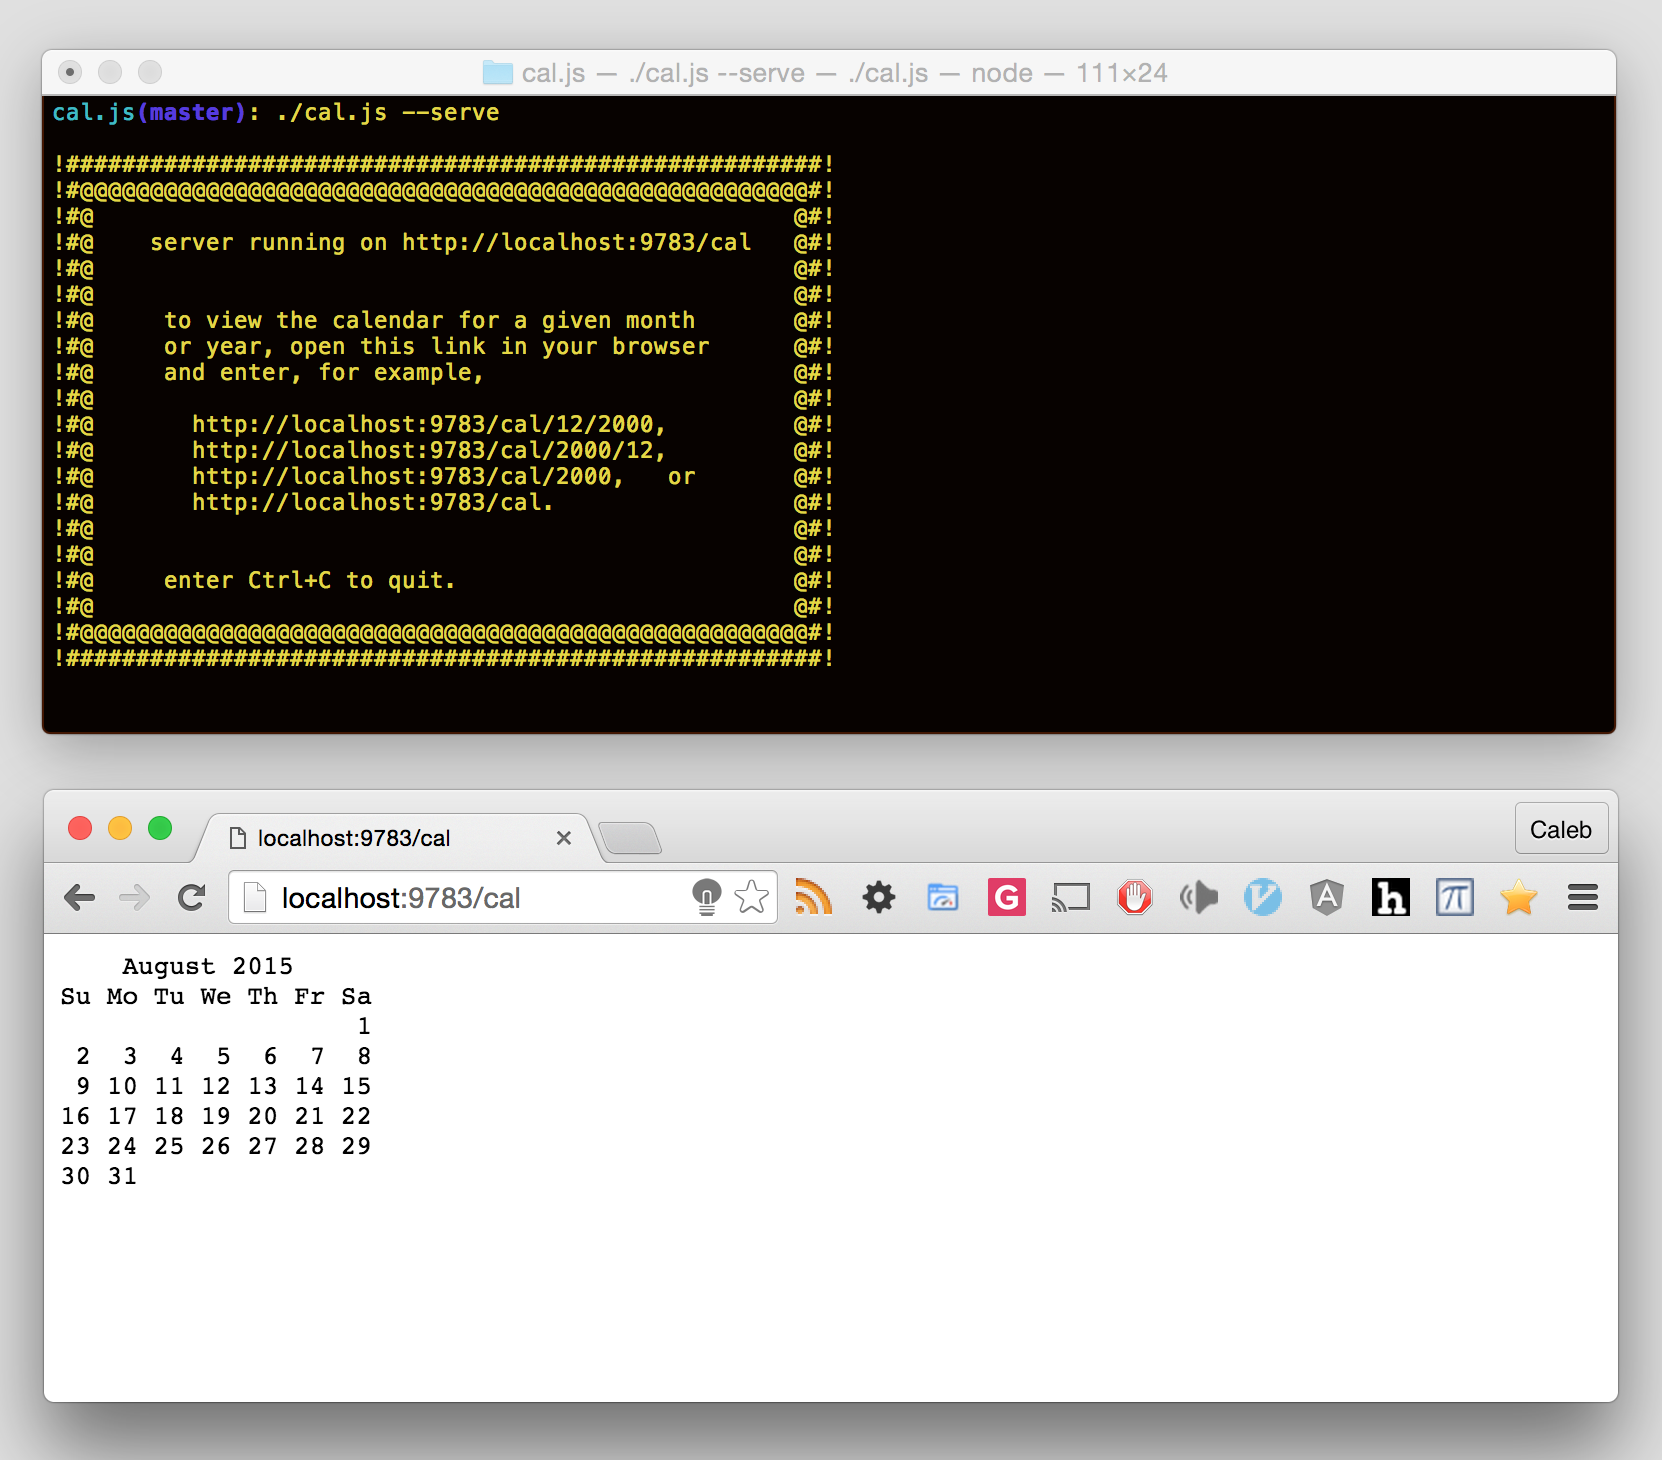 cal.js — ./cal.js --serve — ./cal.js — node — 111×24
cal.js(master): ./cal.js --serve
!######################################################!
!#@@@@@@@@@@@@@@@@@@@@@@@@@@@@@@@@@@@@@@@@@@@@@@@@@@@@#!
!#@                                                  @#!
!#@    server running on http://localhost:9783/cal   @#!
!#@                                                  @#!
!#@                                                  @#!
!#@     to view the calendar for a given month       @#!
!#@     or year, open this link in your browser      @#!
!#@     and enter, for example,                      @#!
!#@                                                  @#!
!#@       http://localhost:9783/cal/12/2000,         @#!
!#@       http://localhost:9783/cal/2000/12,         @#!
!#@       http://localhost:9783/cal/2000,   or       @#!
!#@       http://localhost:9783/cal.                 @#!
!#@                                                  @#!
!#@                                                  @#!
!#@     enter Ctrl+C to quit.                        @#!
!#@                                                  @#!
!#@@@@@@@@@@@@@@@@@@@@@@@@@@@@@@@@@@@@@@@@@@@@@@@@@@@@#!
!######################################################!
localhost:9783/cal
Caleb
localhost:9783/cal
G
A
h
π
August 2015
Su Mo Tu We Th Fr Sa
1
2 3 4 5 6 7 8
9 10 11 12 13 14 15
16 17 18 19 20 21 22
23 24 25 26 27 28 29
30 31